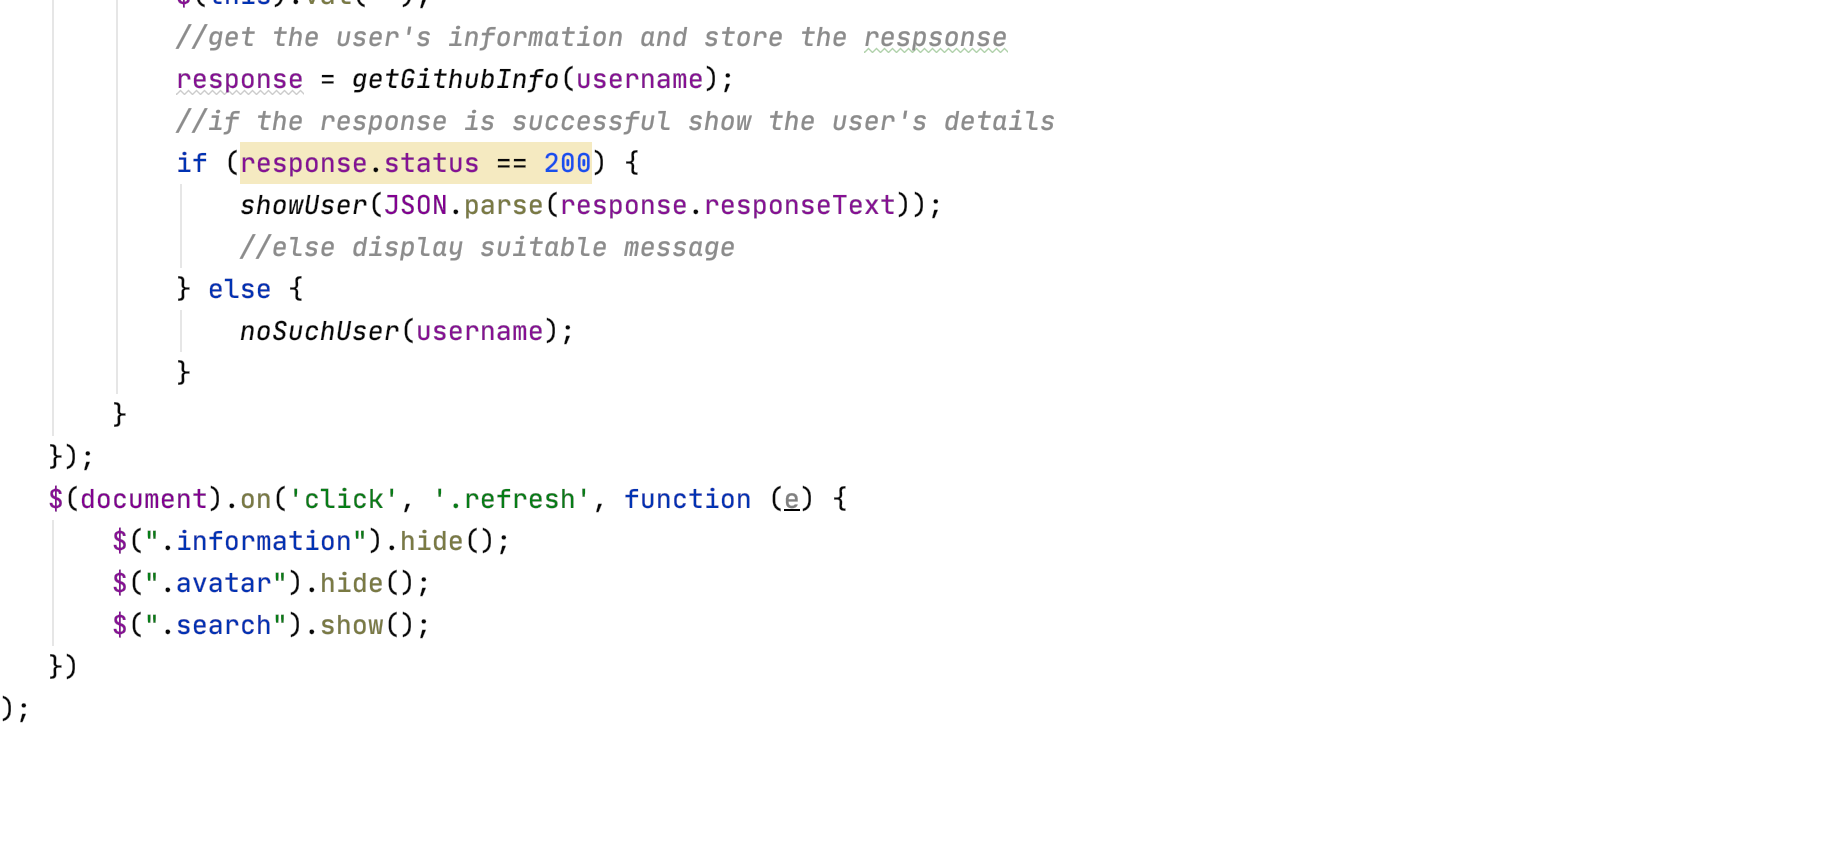 $(this).val('');
//get the user's information and store the respsonse
response = getGithubInfo(username);
//if the response is successful show the user's details
if (response.status == 200) {
showUser(JSON.parse(response.responseText));
//else display suitable message
} else {
noSuchUser(username);
}
}
});
$(document).on('click', '.refresh', function (e) {
$(".information").hide();
$(".avatar").hide();
$(".search").show();
})
);